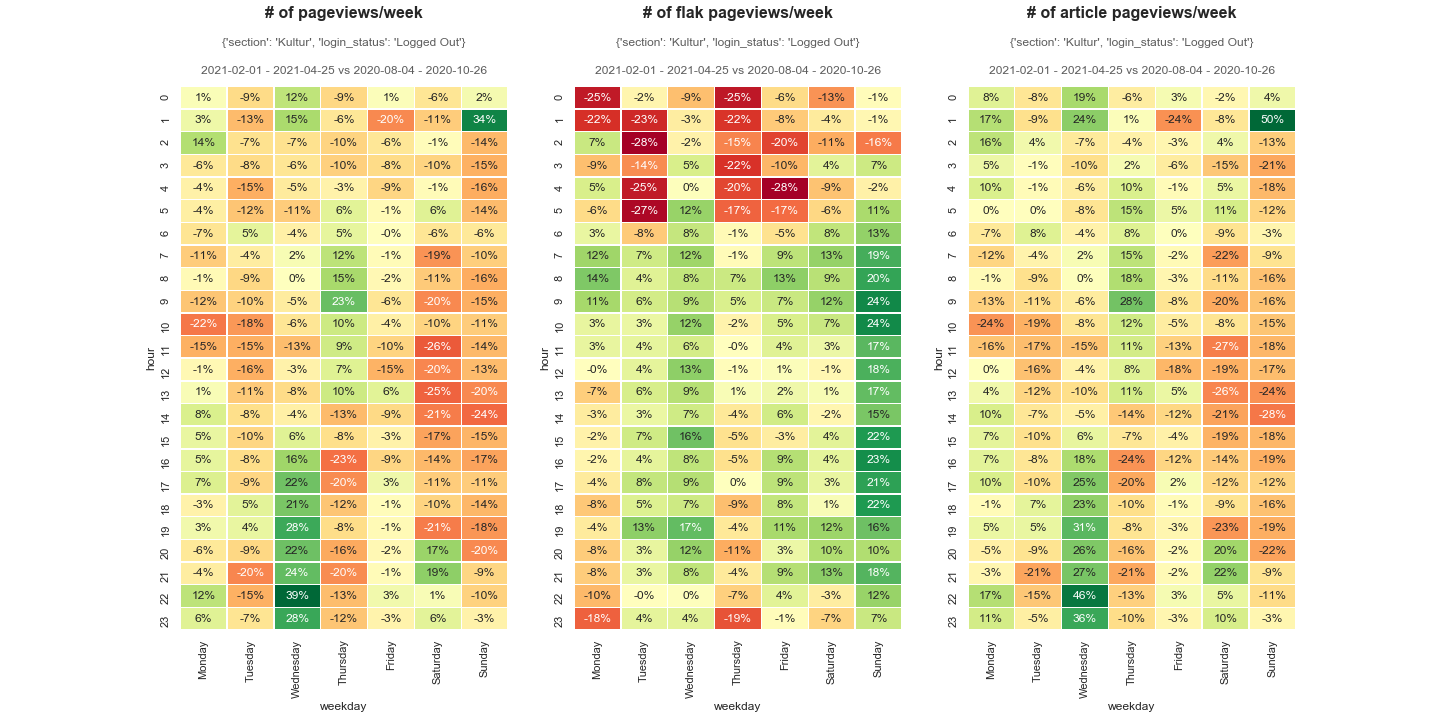 # of pageviews/week
{'section': 'Kultur', 'login_status': 'Logged Out'}
2021-02-01 - 2021-04-25 vs 2020-08-04 - 2020-10-26
hour
0 1% -9% 12% -9% 1% -6% 2%
1 3% -13% 15% -6% -20% -11% 34%
2 14% -7% -7% -10% -6% -1% -14%
3 -6% -8% -6% -10% -8% -10% -15%
4 -4% -15% -5% -3% -9% -1% -16%
5 -4% -12% -11% 6% -1% 6% -14%
6 -7% 5% -4% 5% -0% -6% -6%
7 -11% -4% 2% 12% -1% -19% -10%
8 -1% -9% 0% 15% -2% -11% -16%
9 -12% -10% -5% 23% -6% -20% -15%
10 -22% -18% -6% 10% -4% -10% -11%
11 -15% -15% -13% 9% -10% -26% -14%
12 -1% -16% -3% 7% -15% -20% -13%
13 1% -11% -8% 10% 6% -25% -20%
14 8% -8% -4% -13% -9% -21% -24%
15 5% -10% 6% -8% -3% -17% -15%
16 5% -8% 16% -23% -9% -14% -17%
17 7% -9% 22% -20% 3% -11% -11%
18 -3% 5% 21% -12% -1% -10% -14%
19 3% 4% 28% -8% -1% -21% -18%
20 -6% -9% 22% -16% -2% 17% -20%
21 -4% -20% 24% -20% -1% 19% -9%
22 12% -15% 39% -13% 3% 1% -10%
23 6% -7% 28% -12% -3% 6% -3%
Monday Tuesday Wednesday Thursday Friday Saturday Sunday
weekday
# of flak pageviews/week
{'section': 'Kultur', 'login_status': 'Logged Out'}
2021-02-01 - 2021-04-25 vs 2020-08-04 - 2020-10-26
hour
0 -25% -2% -9% -25% -6% -13% -1%
1 -22% -23% -3% -22% -8% -4% -1%
2 7% -28% -2% -15% -20% -11% -16%
3 -9% -14% 5% -22% -10% 4% 7%
4 5% -25% 0% -20% -28% -9% -2%
5 -6% -27% 12% -17% -17% -6% 11%
6 3% -8% 8% -1% -5% 8% 13%
7 12% 7% 12% -1% 9% 13% 19%
8 14% 4% 8% 7% 13% 9% 20%
9 11% 6% 9% 5% 7% 12% 24%
10 3% 3% 12% -2% 5% 7% 24%
11 3% 4% 6% -0% 4% 3% 17%
12 -0% 4% 13% -1% 1% -1% 18%
13 -7% 6% 9% 1% 2% 1% 17%
14 -3% 3% 7% -4% 6% -2% 15%
15 -2% 7% 16% -5% -3% 4% 22%
16 -2% 4% 8% -5% 9% 4% 23%
17 -4% 8% 9% 0% 9% 3% 21%
18 -8% 5% 7% -9% 8% 1% 22%
19 -4% 13% 17% -4% 11% 12% 16%
20 -8% 3% 12% -11% 3% 10% 10%
21 -8% 3% 8% -4% 9% 13% 18%
22 -10% -0% 0% -7% 4% -3% 12%
23 -18% 4% 4% -19% -1% -7% 7%
Monday Tuesday Wednesday Thursday Friday Saturday Sunday
weekday
# of article pageviews/week
{'section': 'Kultur', 'login_status': 'Logged Out'}
2021-02-01 - 2021-04-25 vs 2020-08-04 - 2020-10-26
hour
0 8% -8% 19% -6% 3% -2% 4%
1 17% -9% 24% 1% -24% -8% 50%
2 16% 4% -7% -4% -3% 4% -13%
3 5% -1% -10% 2% -6% -15% -21%
4 10% -1% -6% 10% -1% 5% -18%
5 0% 0% -8% 15% 5% 11% -12%
6 -7% 8% -4% 8% 0% -9% -3%
7 -12% -4% 2% 15% -2% -22% -9%
8 -1% -9% 0% 18% -3% -11% -16%
9 -13% -11% -6% 28% -8% -20% -16%
10 -24% -19% -8% 12% -5% -8% -15%
11 -16% -17% -15% 11% -13% -27% -18%
12 0% -16% -4% 8% -18% -19% -17%
13 4% -12% -10% 11% 5% -26% -24%
14 10% -7% -5% -14% -12% -21% -28%
15 7% -10% 6% -7% -4% -19% -18%
16 7% -8% 18% -24% -12% -14% -19%
17 10% -10% 25% -20% 2% -12% -12%
18 -1% 7% 23% -10% -1% -9% -16%
19 5% 5% 31% -8% -3% -23% -19%
20 -5% -9% 26% -16% -2% 20% -22%
21 -3% -21% 27% -21% -2% 22% -9%
22 17% -15% 46% -13% 3% 5% -11%
23 11% -5% 36% -10% -3% 10% -3%
Monday Tuesday Wednesday Thursday Friday Saturday Sunday
weekday